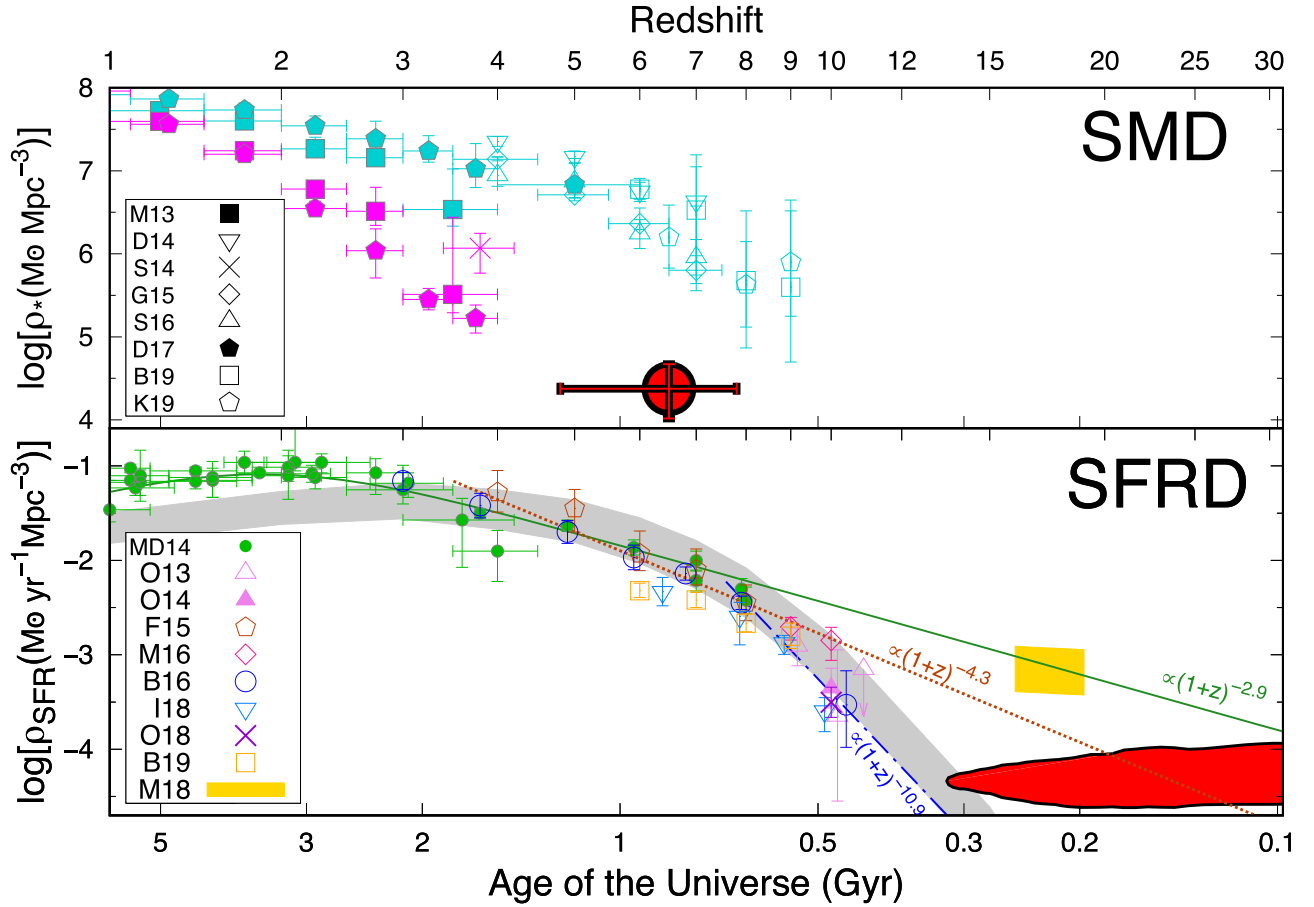 Redshift
1 2 3 4 5 6 7 8 9 10 12 15 20 25 30
SMD
log[ρ*(M⊙ Mpc⁻³)]
8
7
6
5
4
M13
D14
S14
G15
S16
D17
B19
K19
SFRD
log[ρSFR(M⊙ yr⁻¹Mpc⁻³)]
−1
−2
−3
−4
MD14
O13
O14
F15
M16
B16
I18
O18
B19
M18
∝(1+z)⁻⁴·³
∝(1+z)⁻²·⁹
∝(1+z)⁻¹⁰·⁹
5 3 2 1 0.5 0.3 0.2 0.1
Age of the Universe (Gyr)